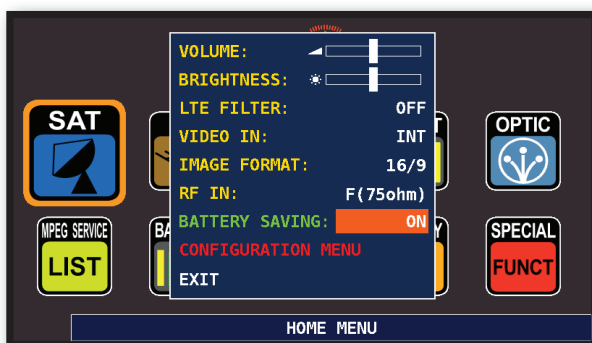 VOLUME:
BRIGHTNESS:
LTE FILTER: OFF
VIDEO IN: INT
IMAGE FORMAT: 16/9
RF IN: F(75ohm)
BATTERY SAVING: ON
CONFIGURATION MENU
EXIT
SAT
OPTIC
MPEG SERVICE
LIST
SPECIAL
FUNCT
HOME MENU